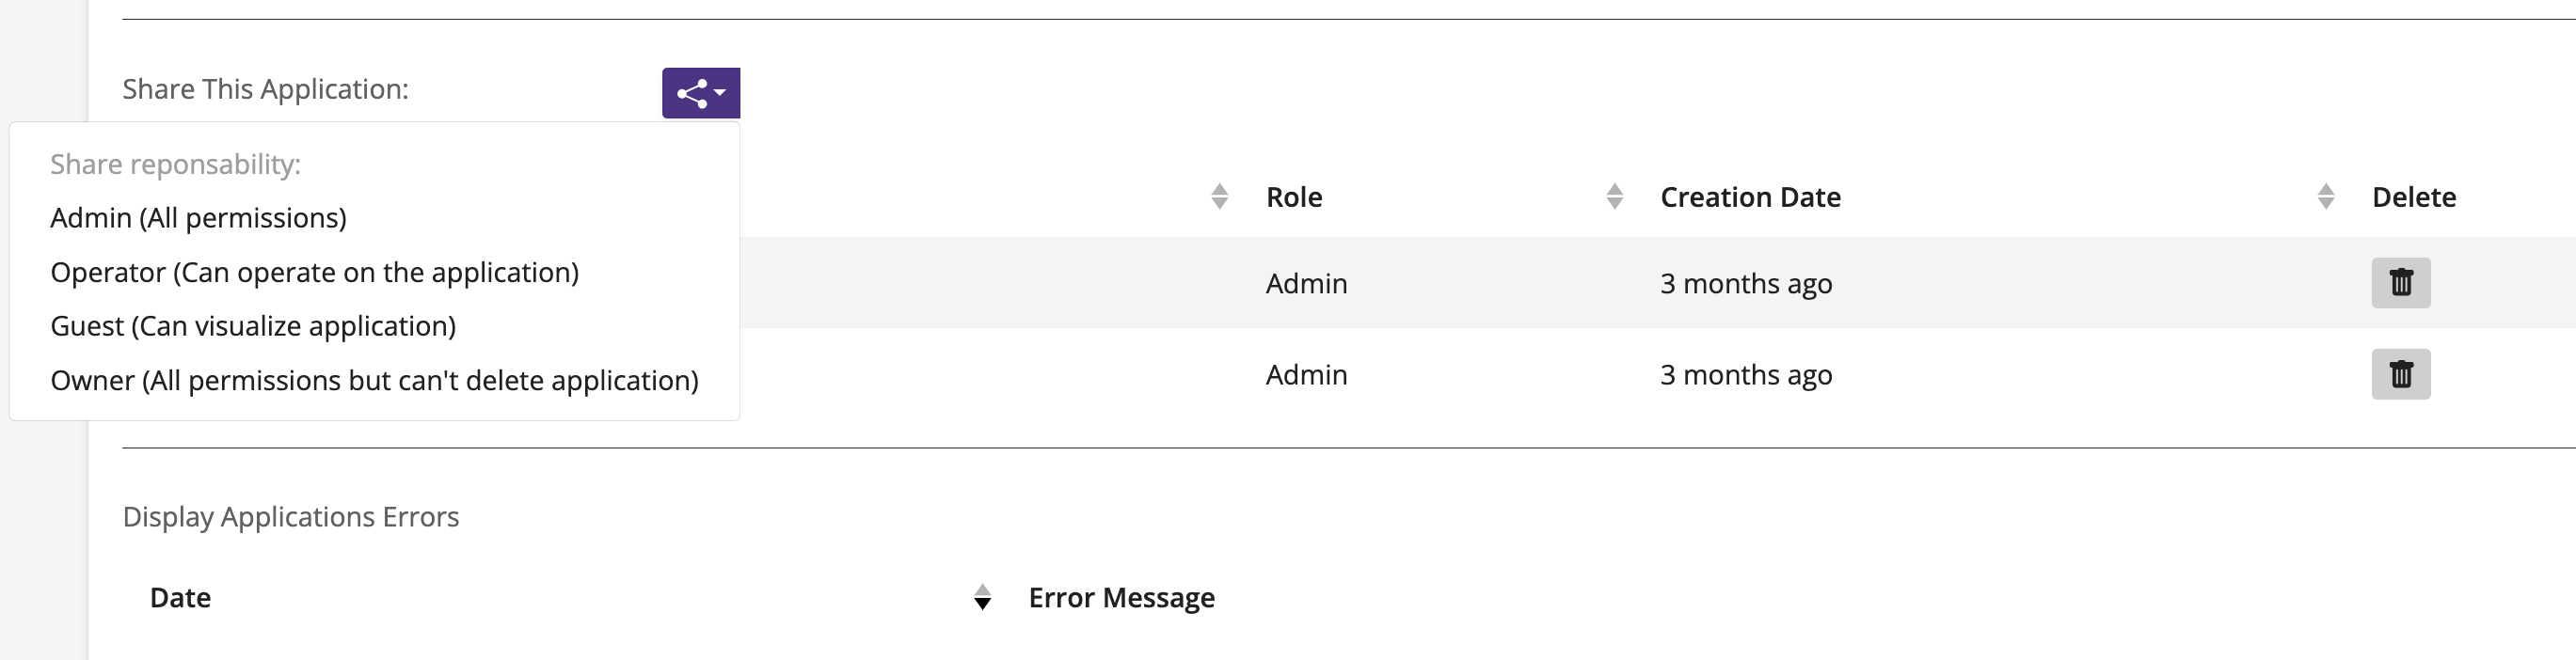 Share This Application:
Share reponsability:
Admin (All permissions)
Operator (Can operate on the application)
Guest (Can visualize application)
Owner (All permissions but can't delete application)
Role Creation Date Delete
Admin 3 months ago
Admin 3 months ago
Display Applications Errors
Date Error Message